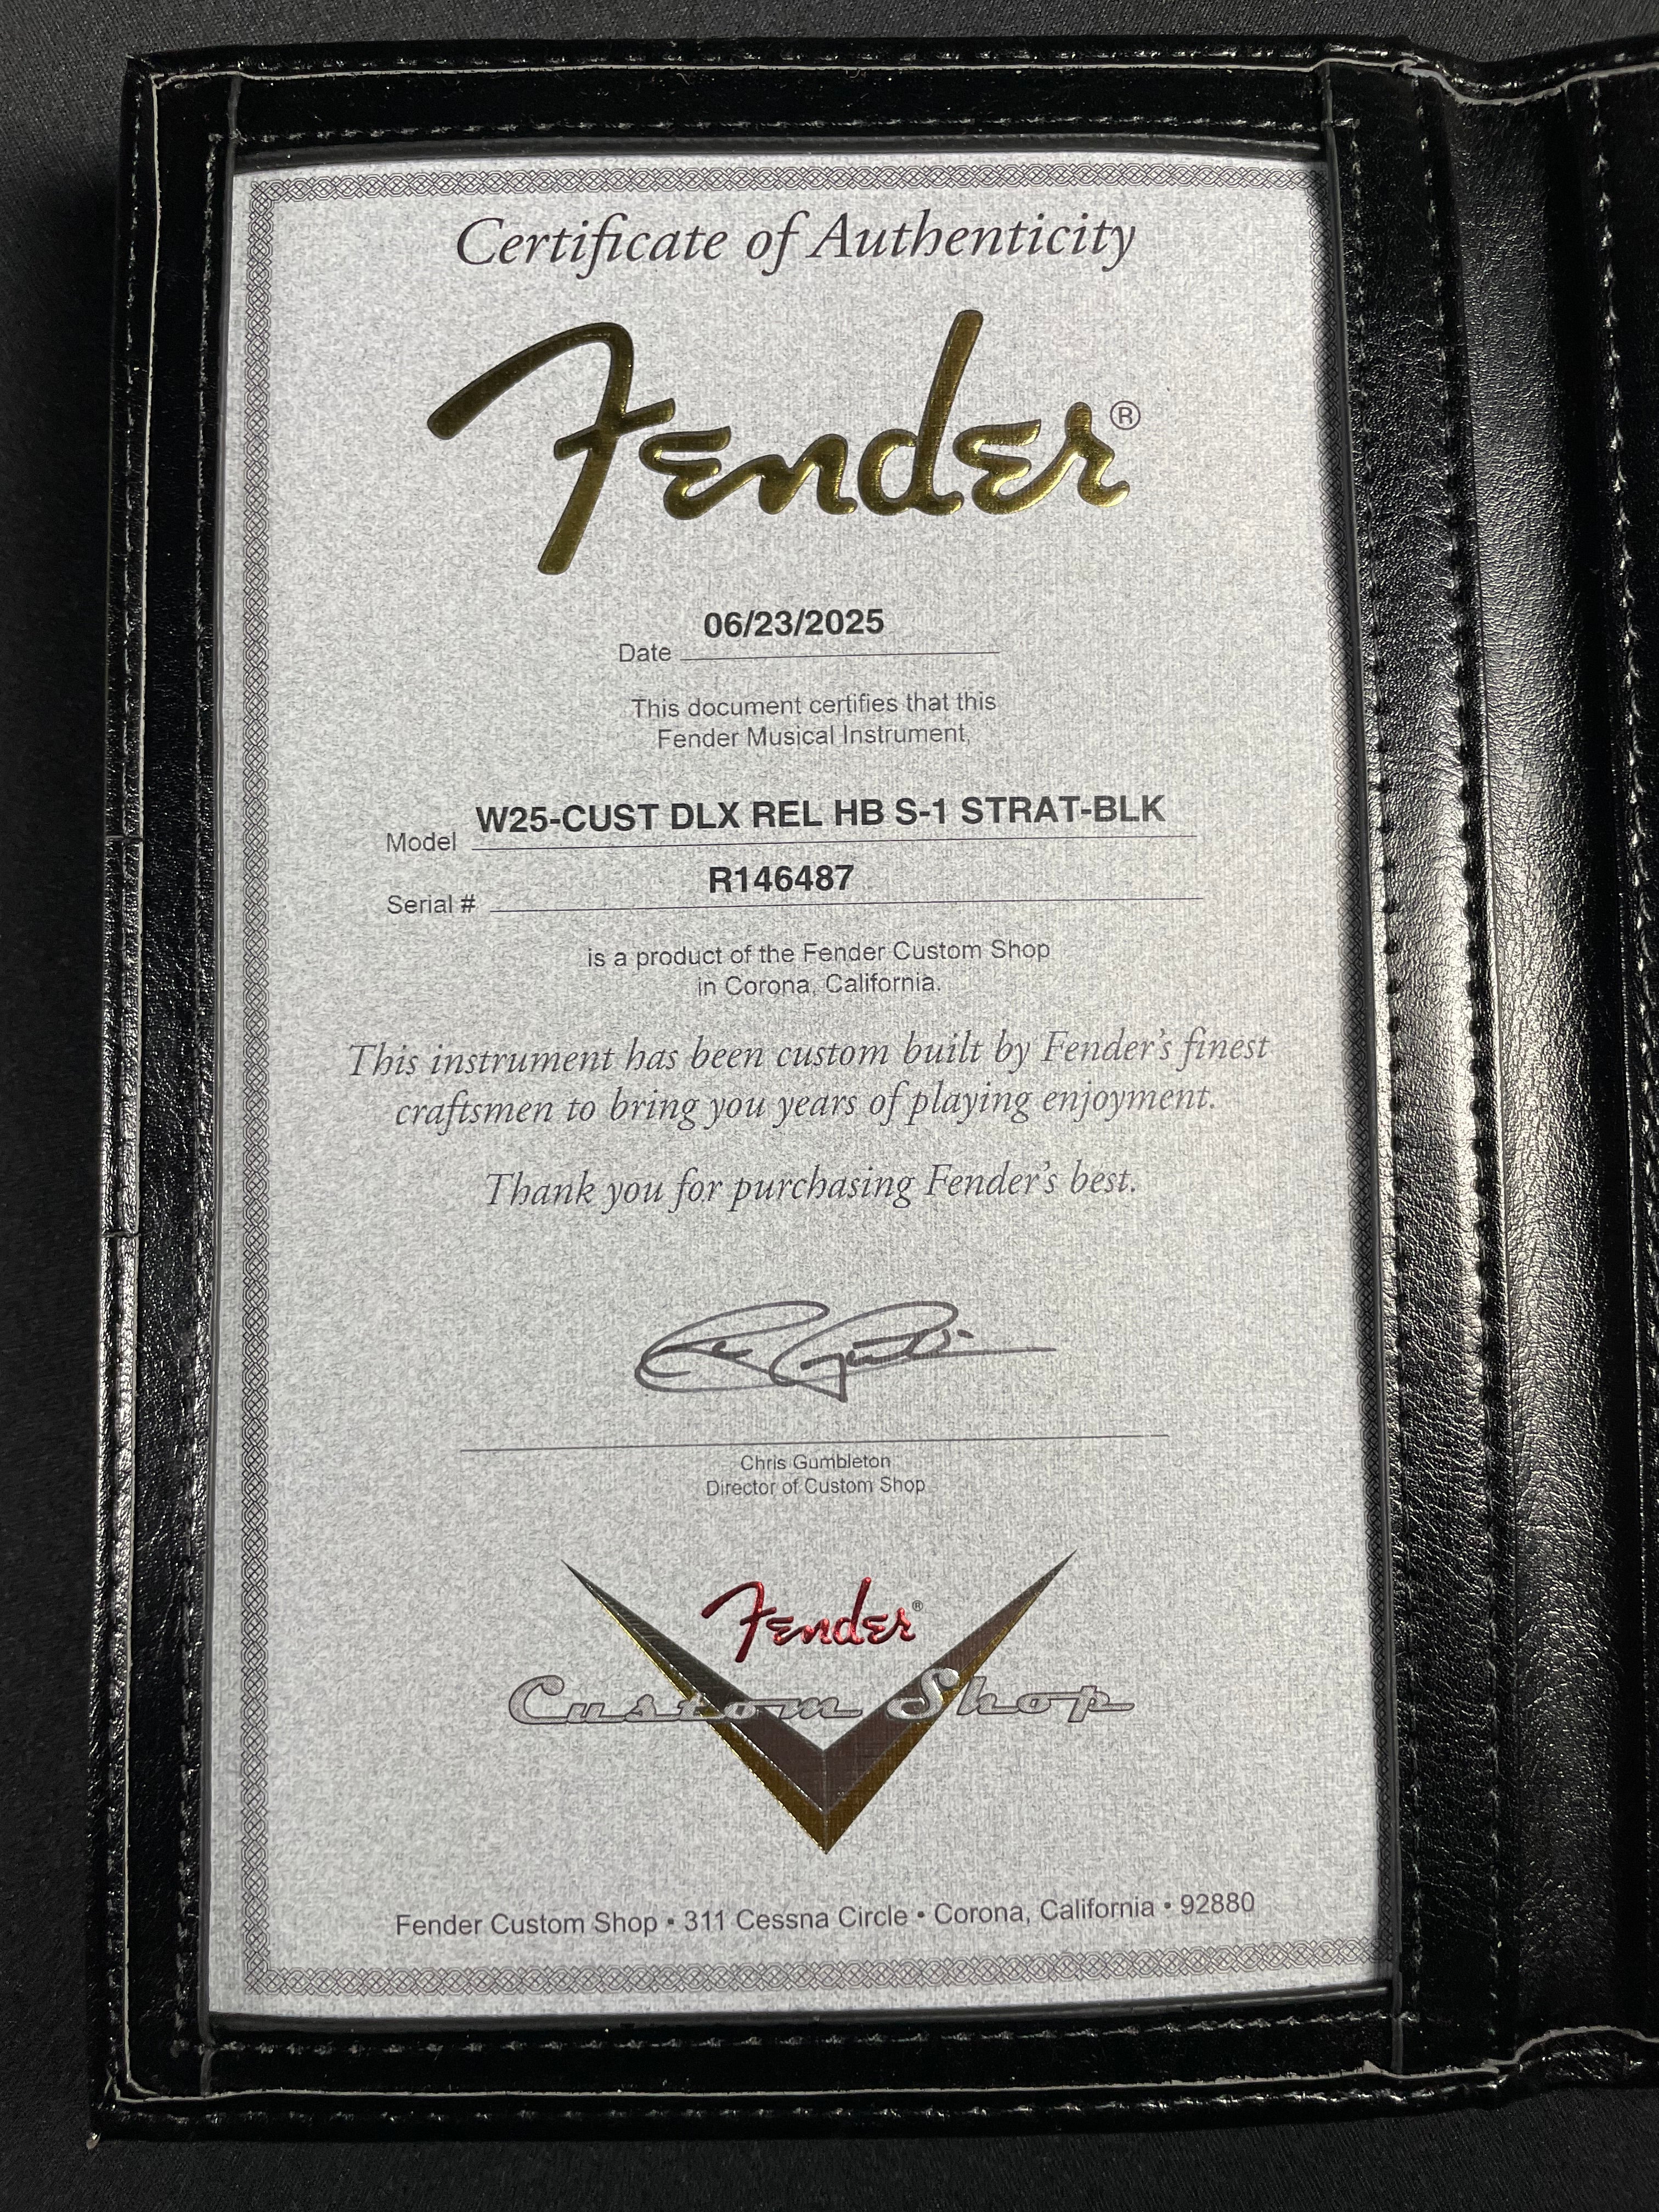 Certificate of Authenticity
Fender®
06/23/2025
Date
This document certifies that this
Fender Musical Instrument,
W25-CUST DLX REL HB S-1 STRAT-BLK
Model
R146487
Serial #
is a product of the Fender Custom Shop
in Corona, California.
This instrument has been custom built by Fender's finest
craftsmen to bring you years of playing enjoyment.
Thank you for purchasing Fender's best.
Chris Gumbleton
Director of Custom Shop
Fender®
Custom Shop
Fender Custom Shop • 311 Cessna Circle • Corona, California • 92880